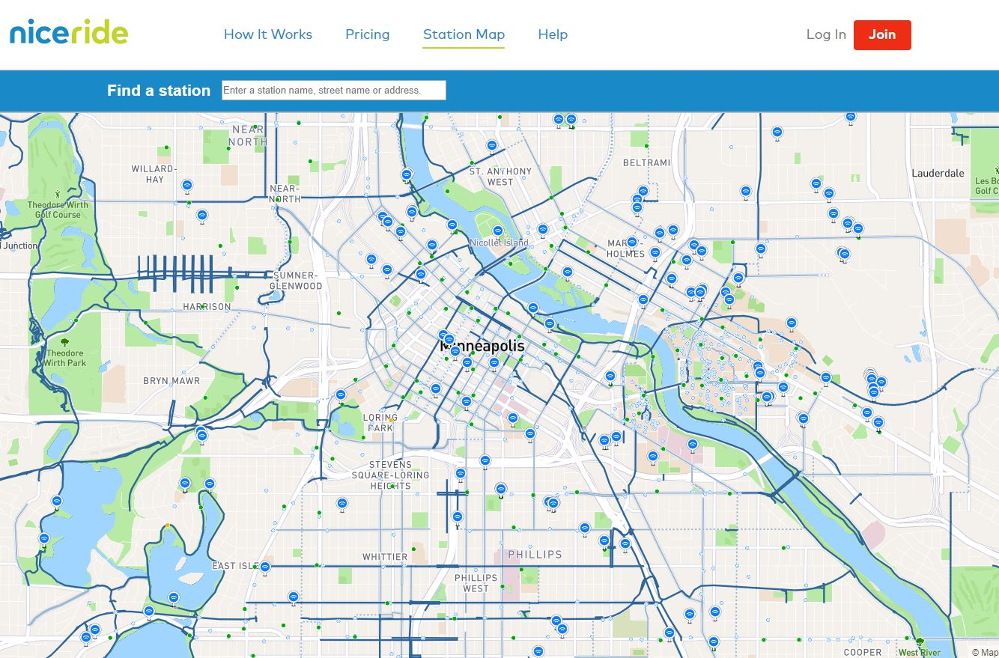 niceride
How It Works
Pricing
Station Map
Help
Log In
Join
Find a station
Enter a station name, street name or address.
NEAR
NORTH
WILLARD-
HAY
NEAR-
NORTH
ST. ANTHONY
WEST
BELTRAMI
Lauderdale
Theodore Wirth
Golf Course
Les Bo
Golf C
Junction
Nicollet Island
HOLMES
SUMNER-
GLENWOOD
HARRISON
Theodore
Wirth Park
Minneapolis
BRYN MAWR
LORING
PARK
STEVENS
SQUARE-LORING
HEIGHTS
EAST ISLE
WHITTIER
PHILLIPS
PHILLIPS
WEST
COOPER
West River
© Map